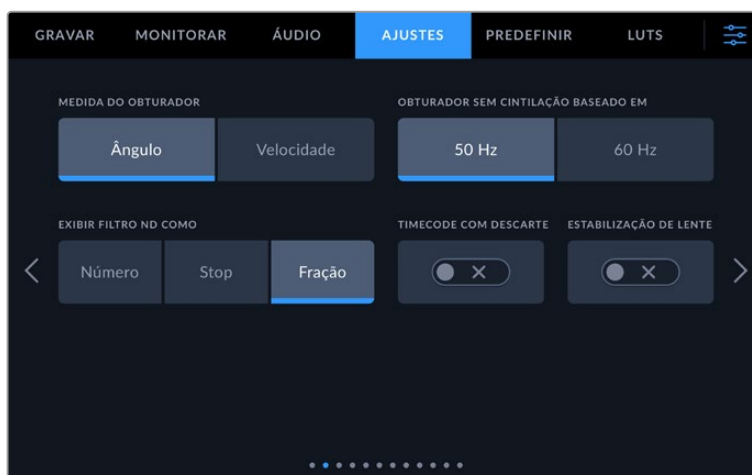 GRAVAR MONITORAR ÁUDIO AJUSTES PREDEFINIR LUTS
MEDIDA DO OBTURADOR OBTURADOR SEM CINTILAÇÃO BASEADO EM
Ângulo Velocidade 50 Hz 60 Hz
EXIBIR FILTRO ND COMO TIMECODE COM DESCARTE ESTABILIZAÇÃO DE LENTE
Número Stop Fração